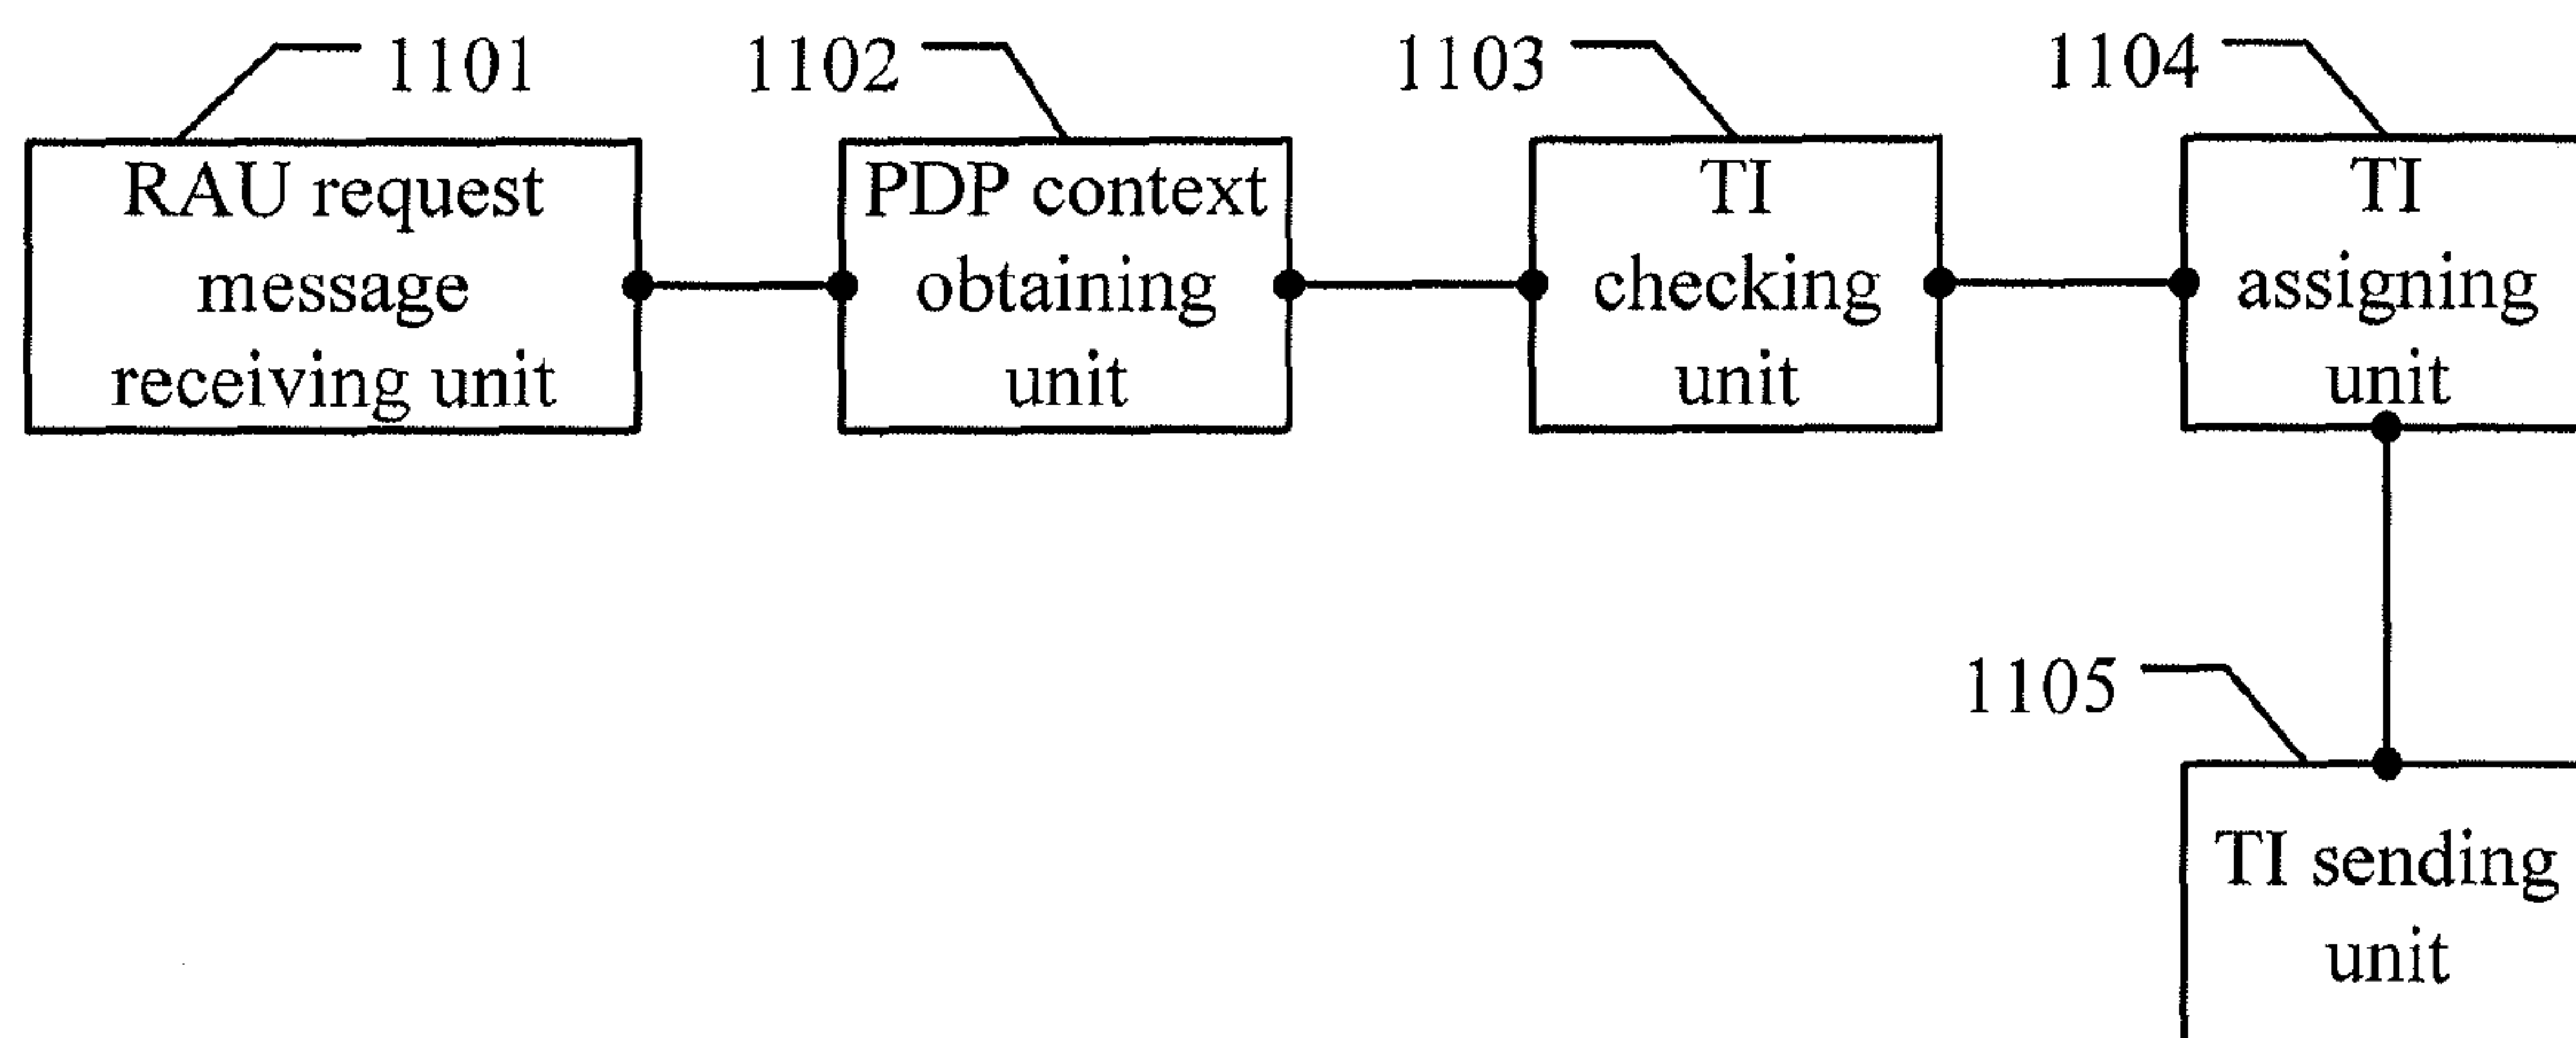 1101
1102
1103
1104
RAU request
message
receiving unit
PDP context
obtaining
unit
TI
checking
unit
TI
assigning
unit
1105
TI sending
unit